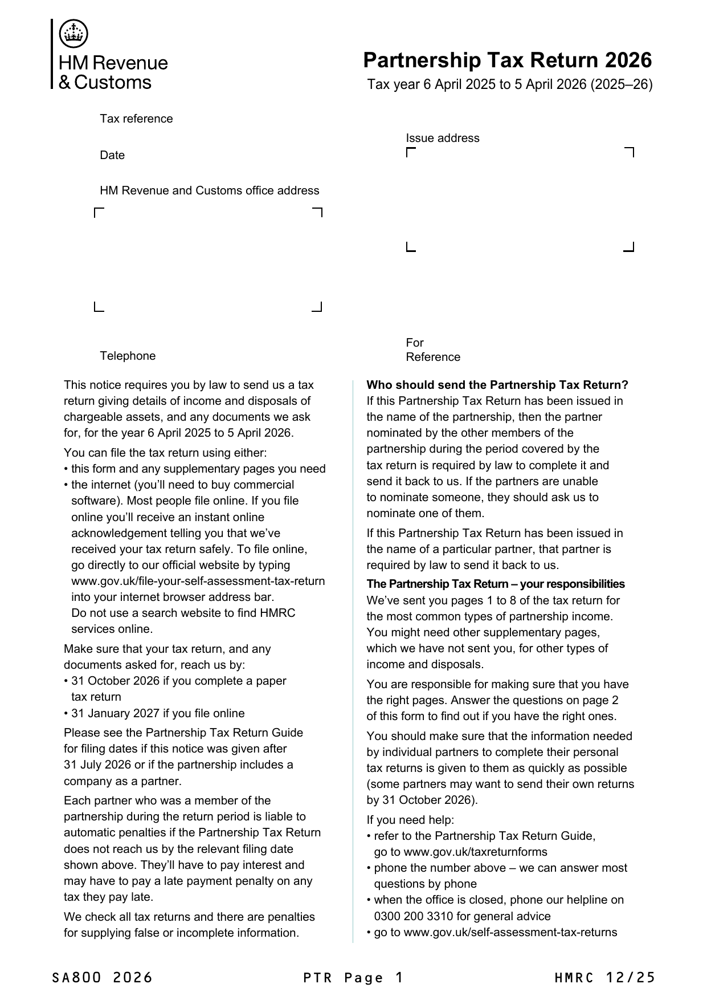 HM Revenue
& Customs
Partnership Tax Return 2026
Tax year 6 April 2025 to 5 April 2026 (2025–26)
Tax reference
Date
HM Revenue and Customs office address
Telephone
Issue address
For
Reference
This notice requires you by law to send us a tax
return giving details of income and disposals of
chargeable assets, and any documents we ask
for, for the year 6 April 2025 to 5 April 2026.
You can file the tax return using either:
• this form and any supplementary pages you need
• the internet (you’ll need to buy commercial
software). Most people file online. If you file
online you’ll receive an instant online
acknowledgement telling you that we’ve
received your tax return safely. To file online,
go directly to our official website by typing
www.gov.uk/file-your-self-assessment-tax-return
into your internet browser address bar.
Do not use a search website to find HMRC
services online.
Make sure that your tax return, and any
documents asked for, reach us by:
• 31 October 2026 if you complete a paper
tax return
• 31 January 2027 if you file online
Please see the Partnership Tax Return Guide
for filing dates if this notice was given after
31 July 2026 or if the partnership includes a
company as a partner.
Each partner who was a member of the
partnership during the return period is liable to
automatic penalties if the Partnership Tax Return
does not reach us by the relevant filing date
shown above. They’ll have to pay interest and
may have to pay a late payment penalty on any
tax they pay late.
We check all tax returns and there are penalties
for supplying false or incomplete information.
Who should send the Partnership Tax Return?
If this Partnership Tax Return has been issued in
the name of the partnership, then the partner
nominated by the other members of the
partnership during the period covered by the
tax return is required by law to complete it and
send it back to us. If the partners are unable
to nominate someone, they should ask us to
nominate one of them.
If this Partnership Tax Return has been issued in
the name of a particular partner, that partner is
required by law to send it back to us.
The Partnership Tax Return – your responsibilities
We’ve sent you pages 1 to 8 of the tax return for
the most common types of partnership income.
You might need other supplementary pages,
which we have not sent you, for other types of
income and disposals.
You are responsible for making sure that you have
the right pages. Answer the questions on page 2
of this form to find out if you have the right ones.
You should make sure that the information needed
by individual partners to complete their personal
tax returns is given to them as quickly as possible
(some partners may want to send their own returns
by 31 October 2026).
If you need help:
• refer to the Partnership Tax Return Guide,
go to www.gov.uk/taxreturnforms
• phone the number above – we can answer most
questions by phone
• when the office is closed, phone our helpline on
0300 200 3310 for general advice
• go to www.gov.uk/self-assessment-tax-returns
SA800 2026
PTR Page 1
HMRC 12/25